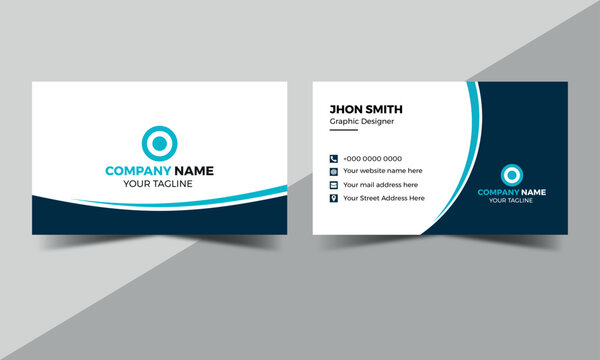 COMPANY NAME
YOUR TAGLINE
JHON SMITH
Graphic Designer
+000 0000 0000
Your website here
Your mail address here
Your Street Address Here
COMPANY NAME
YOUR TAGLINE